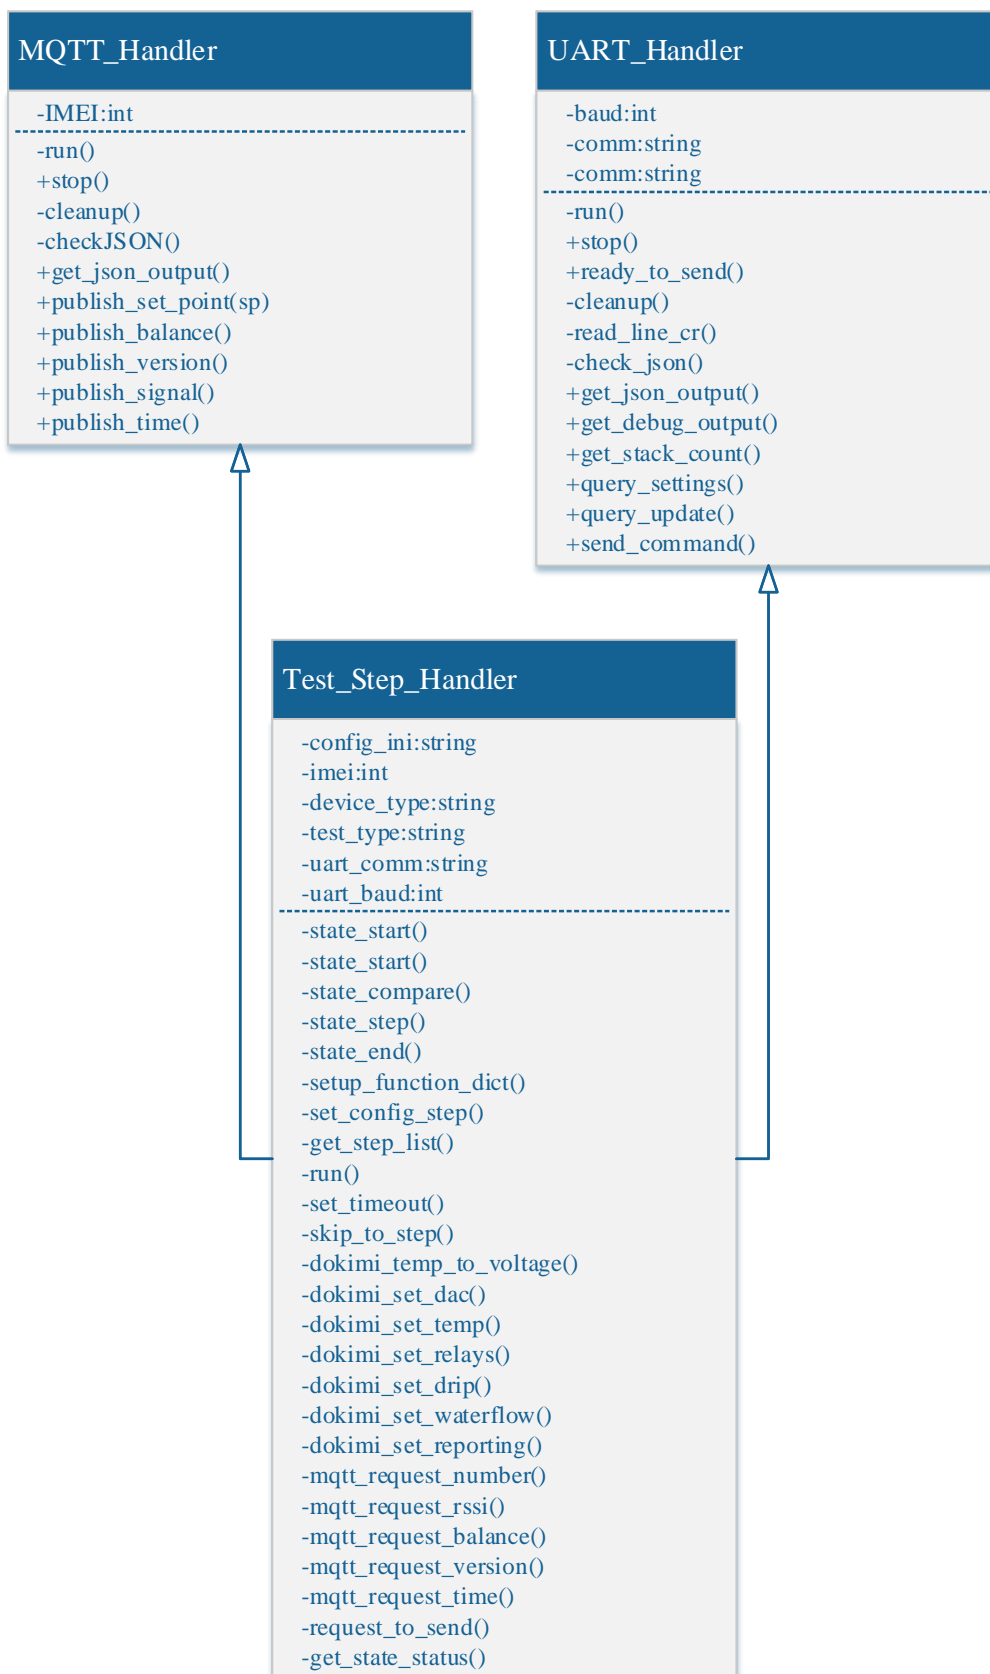 MQTT_Handler
-IMEI:int
-run()
+stop()
-cleanup()
-checkJSON()
+get_json_output()
+publish_set_point(sp)
+publish_balance()
+publish_version()
+publish_signal()
+publish_time()
UART_Handler
-baud:int
-comm:string
-comm:string
-run()
+stop()
+ready_to_send()
-cleanup()
-read_line_cr()
-check_json()
+get_json_output()
+get_debug_output()
+get_stack_count()
+query_settings()
+query_update()
+send_command()
Test_Step_Handler
-config_ini:string
-imei:int
-device_type:string
-test_type:string
-uart_comm:string
-uart_baud:int
-state_start()
-state_start()
-state_compare()
-state_step()
-state_end()
-setup_function_dict()
-set_config_step()
-get_step_list()
-run()
-set_timeout()
-skip_to_step()
-dokimi_temp_to_voltage()
-dokimi_set_dac()
-dokimi_set_temp()
-dokimi_set_relays()
-dokimi_set_drip()
-dokimi_set_waterflow()
-dokimi_set_reporting()
-mqtt_request_number()
-mqtt_request_rssi()
-mqtt_request_balance()
-mqtt_request_version()
-mqtt_request_time()
-request_to_send()
-get_state_status()